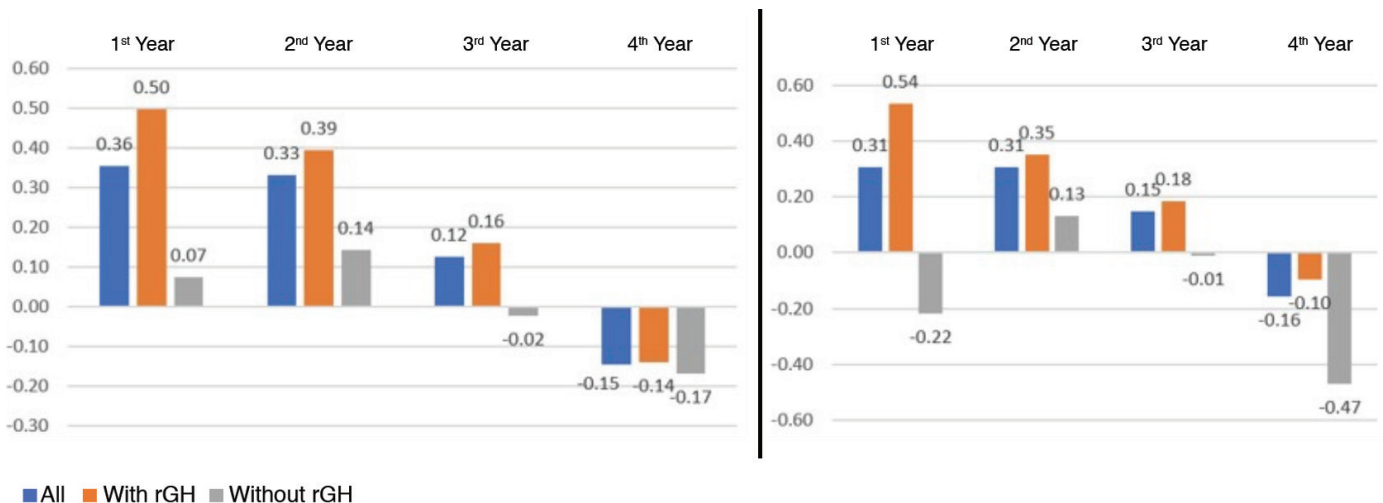 1st Year 2nd Year 3rd Year 4th Year
0.60
0.50
0.40
0.30
0.20
0.10
0.00
-0.10
-0.20
-0.30
0.36 0.50 0.07
0.33 0.39 0.14
0.12 0.16 -0.02
-0.15 -0.14 -0.17
1st Year 2nd Year 3rd Year 4th Year
0.60
0.40
0.20
0.00
-0.20
-0.40
-0.60
0.31 0.54 -0.22
0.31 0.35 0.13
0.15 0.18 -0.01
-0.16 -0.10 -0.47
All With rGH Without rGH